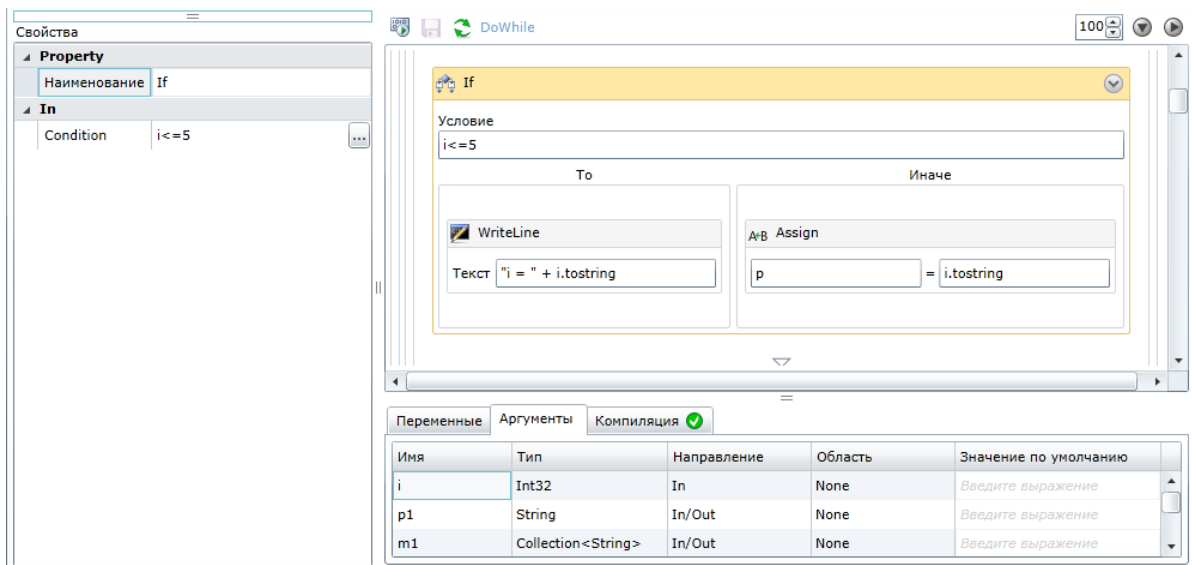 Свойства
Property
Наименование If
In
Condition i<=5 ...
DoWhile 100
If
Условие
i<=5
То Иначе
WriteLine A+B Assign
Текст "i = " + i.tostring p = i.tostring
Переменные Аргументы Компиляция
Имя Тип Направление Область Значение по умолчанию
i Int32 In None Введите выражение
p1 String In/Out None Введите выражение
m1 Collection<String> In/Out None Введите выражение